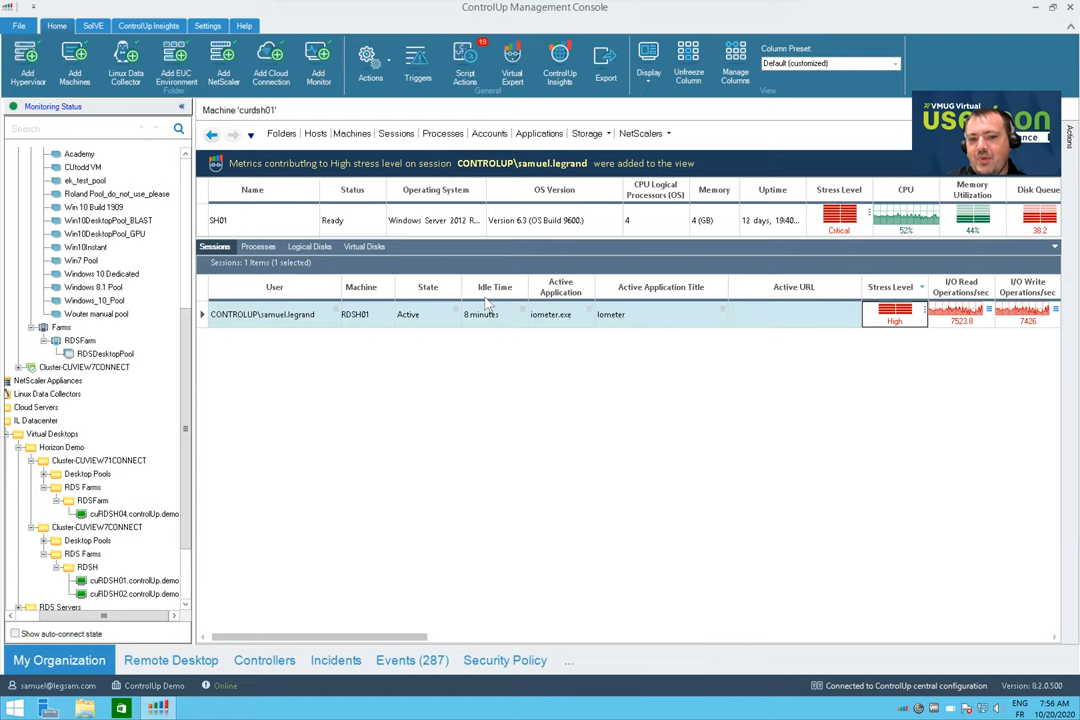 ControlUp Management Console
File
Home
SolVE
ControlUp Insights
Settings
Help
Add Hypervisor
Add Machines
Linux Data Collector
Add EUC Environment
Add NetScaler
Add Cloud Connection
Add Monitor
Actions
Triggers
19
Script Actions
Virtual Expert
ControlUp Insights
Export
Display
Unfreeze Column
Manage Columns
Column Preset:
Default (customized)
Folder
General
View
Monitoring Status
Search
Machine 'curdsh01'
VMUG Virtual
Folders
Hosts
Machines
Sessions
Processes
Accounts
Applications
Storage
NetScalers
Actions
Metrics contributing to High stress level on session CONTROLUP\samuel.legrand were added to the view
Name
Status
Operating System
OS Version
CPU Logical Processors (OS)
Memory
Uptime
Stress Level
CPU
Memory Utilization
Disk Queue
SH01
Ready
Windows Server 2012 R...
Version 6.3 (OS Build 9600.)
4
4 (GB)
12 days, 19:40...
Critical
52%
44%
38.2
Sessions
Processes
Logical Disks
Virtual Disks
Sessions: 1 Items (1 selected)
User
Machine
State
Idle Time
Active Application
Active Application Title
Active URL
Stress Level
I/O Read Operations/sec
I/O Write Operations/sec
CONTROLUP\samuel.legrand
RDSH01
Active
8 minutes
iometer.exe
Iometer
High
7523.8
7426
Academy
CUtodd VM
ek_test_pool
Roland Pool_do_not_use_please
Win 10 Build 1909
Win10DesktopPool_BLAST
Win10DesktopPool_GPU
Win10Instant
Win7 Pool
Windows 10 Dedicated
Windows 8.1 Pool
Windows_10_Pool
Wouter manual pool
Farms
RDSFarm
RDSDesktopPool
Cluster-CUVIEW7CONNECT
NetScaler Appliances
Linux Data Collectors
Cloud Servers
IL Datacenter
Virtual Desktops
Horizon Demo
Cluster-CUVIEW71CONNECT
Desktop Pools
RDS Farms
RDSFarm
cuRDSH04.controlUp.demo
Cluster-CUVIEW7CONNECT
Desktop Pools
RDS Farms
RDSH
cuRDSH01.controlUp.demo
cuRDSH02.controlUp.demo
RDS Servers
Show auto-connect state
My Organization
Remote Desktop
Controllers
Incidents
Events (287)
Security Policy
...
samuel@legsam.com
ControlUp Demo
Online
Connected to ControlUp central configuration
Version: 8.2.0.500
ENG
FR
7:56 AM
10/20/2020